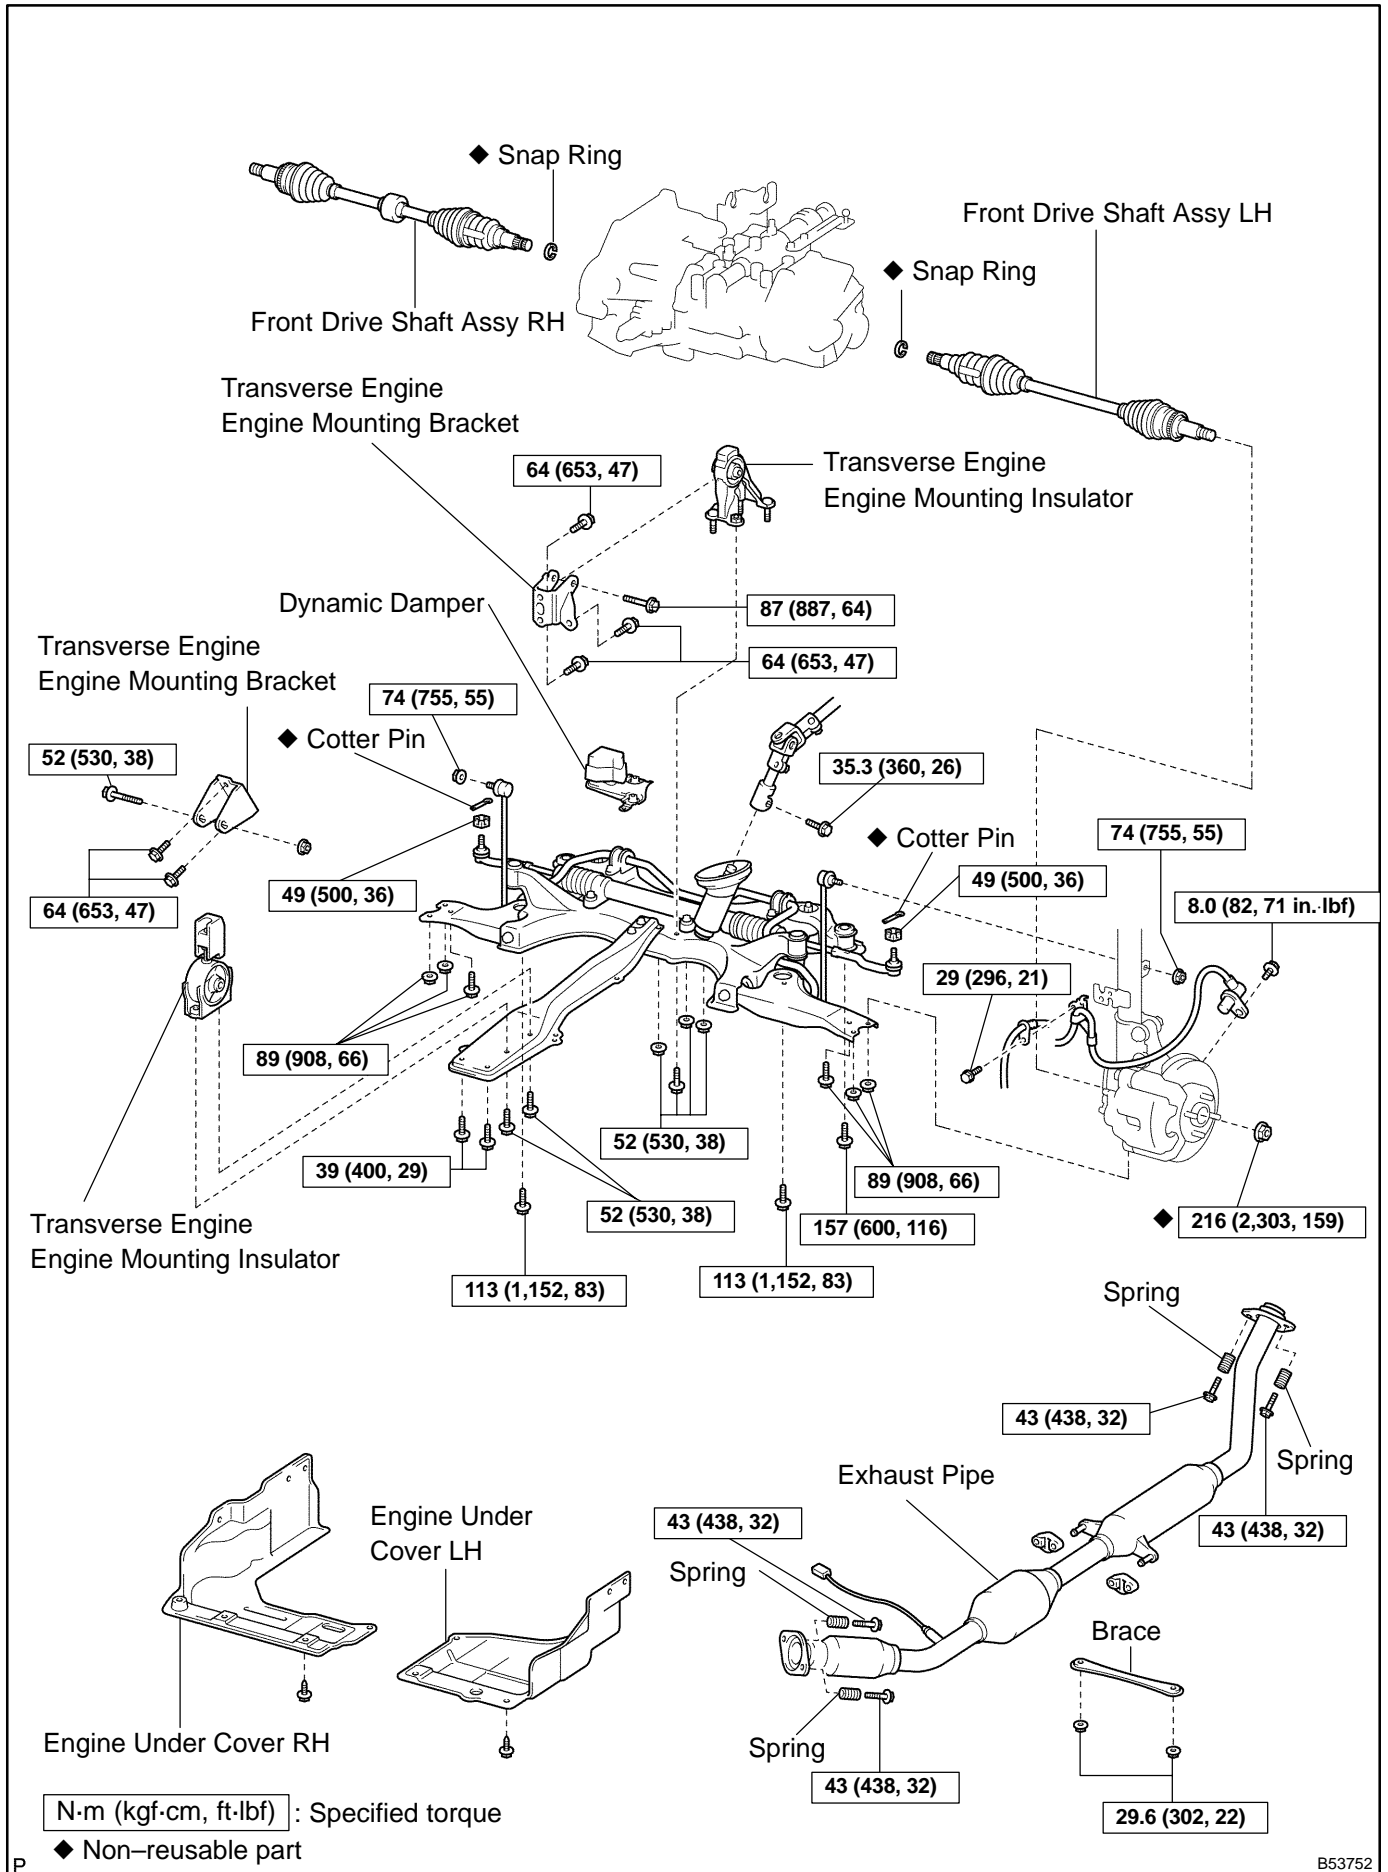 ◆ Snap Ring
Front Drive Shaft Assy LH
◆ Snap Ring
Front Drive Shaft Assy RH
Transverse Engine
Engine Mounting Bracket
64 (653, 47)
Transverse Engine
Engine Mounting Insulator
Dynamic Damper
87 (887, 64)
64 (653, 47)
Transverse Engine
Engine Mounting Bracket
74 (755, 55)
◆ Cotter Pin
52 (530, 38)
35.3 (360, 26)
◆ Cotter Pin
74 (755, 55)
49 (500, 36)
49 (500, 36)
64 (653, 47)
8.0 (82, 71 in.·lbf)
29 (296, 21)
89 (908, 66)
52 (530, 38)
39 (400, 29)
89 (908, 66)
52 (530, 38)
157 (600, 116)
◆ 216 (2,303, 159)
Transverse Engine
Engine Mounting Insulator
113 (1,152, 83)
113 (1,152, 83)
Spring
43 (438, 32)
Spring
Exhaust Pipe
43 (438, 32)
43 (438, 32)
Engine Under
Cover LH
Spring
Brace
Engine Under Cover RH
Spring
43 (438, 32)
29.6 (302, 22)
N·m (kgf·cm, ft·lbf) : Specified torque
◆ Non–reusable part
P
B53752